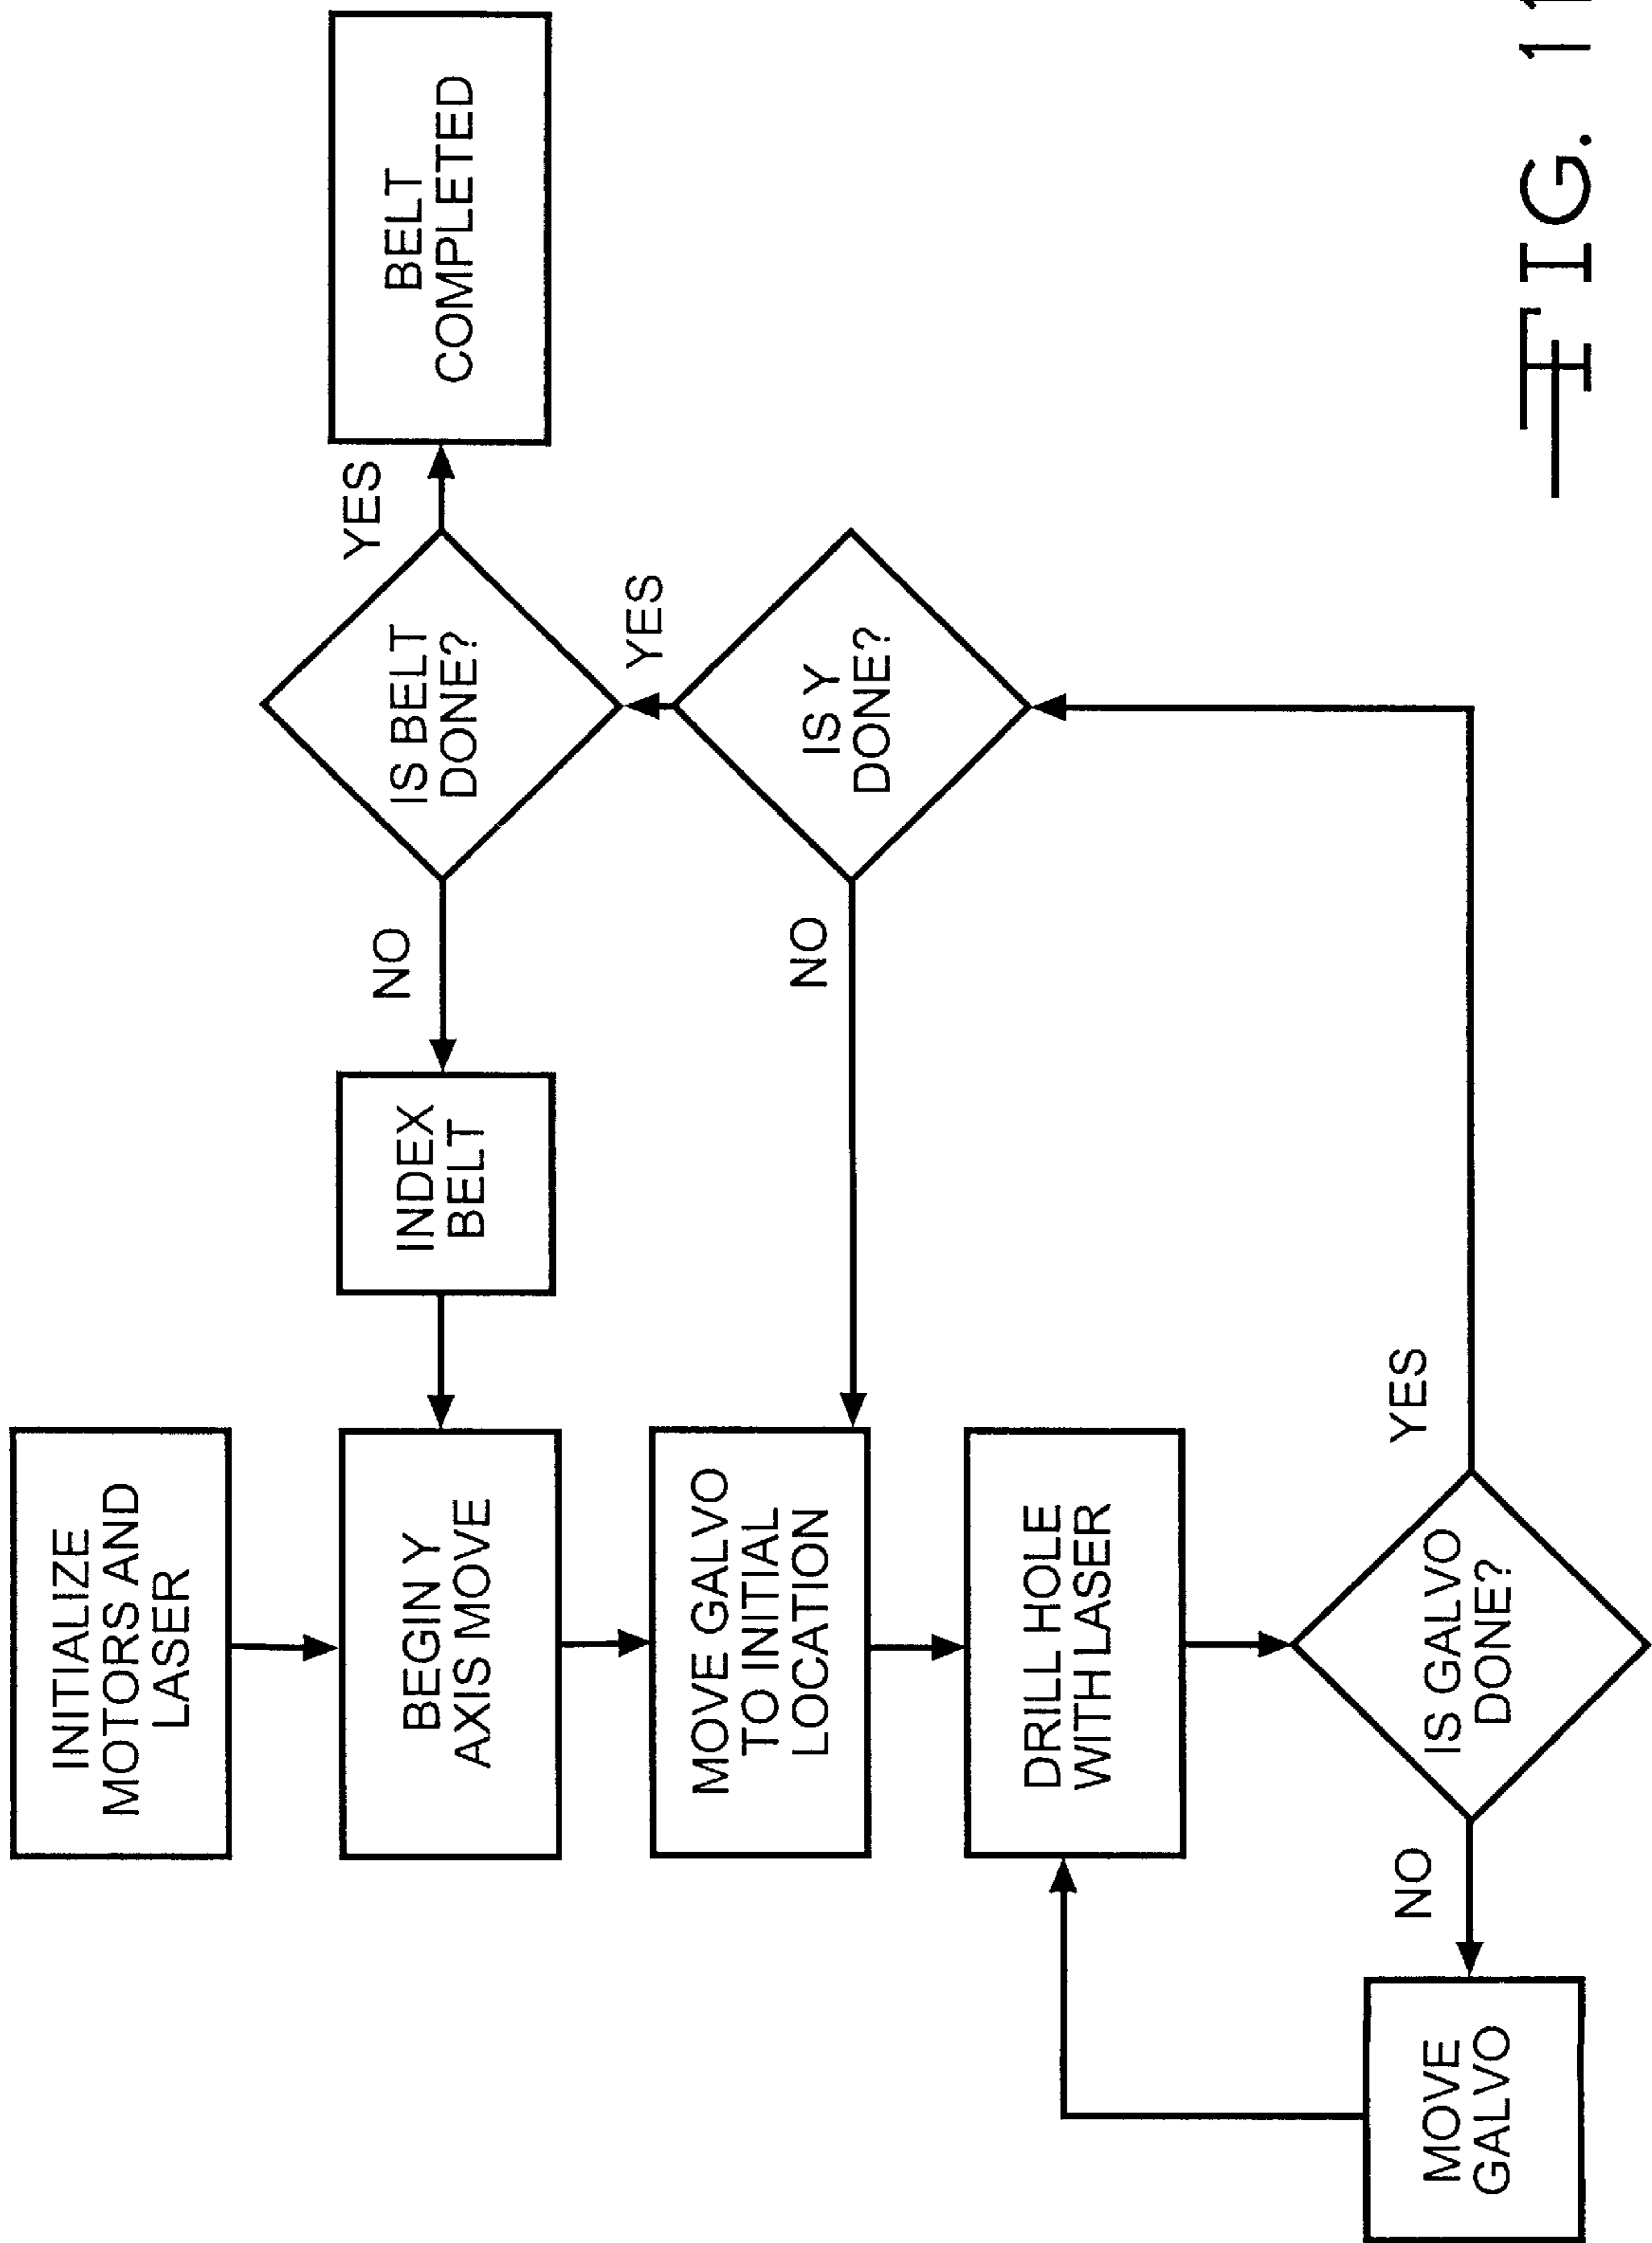 INITIALIZE
MOTORS AND
LASER
BEGIN Y
AXIS MOVE
INDEX
BELT
NO
IS BELT
DONE?
YES
BELT
COMPLETED
MOVE GALVO
TO INITIAL
LOCATION
NO
IS Y
DONE?
YES
DRILL HOLE
WITH LASER
MOVE
GALVO
NO
IS GALVO
DONE?
YES
FIG. 11